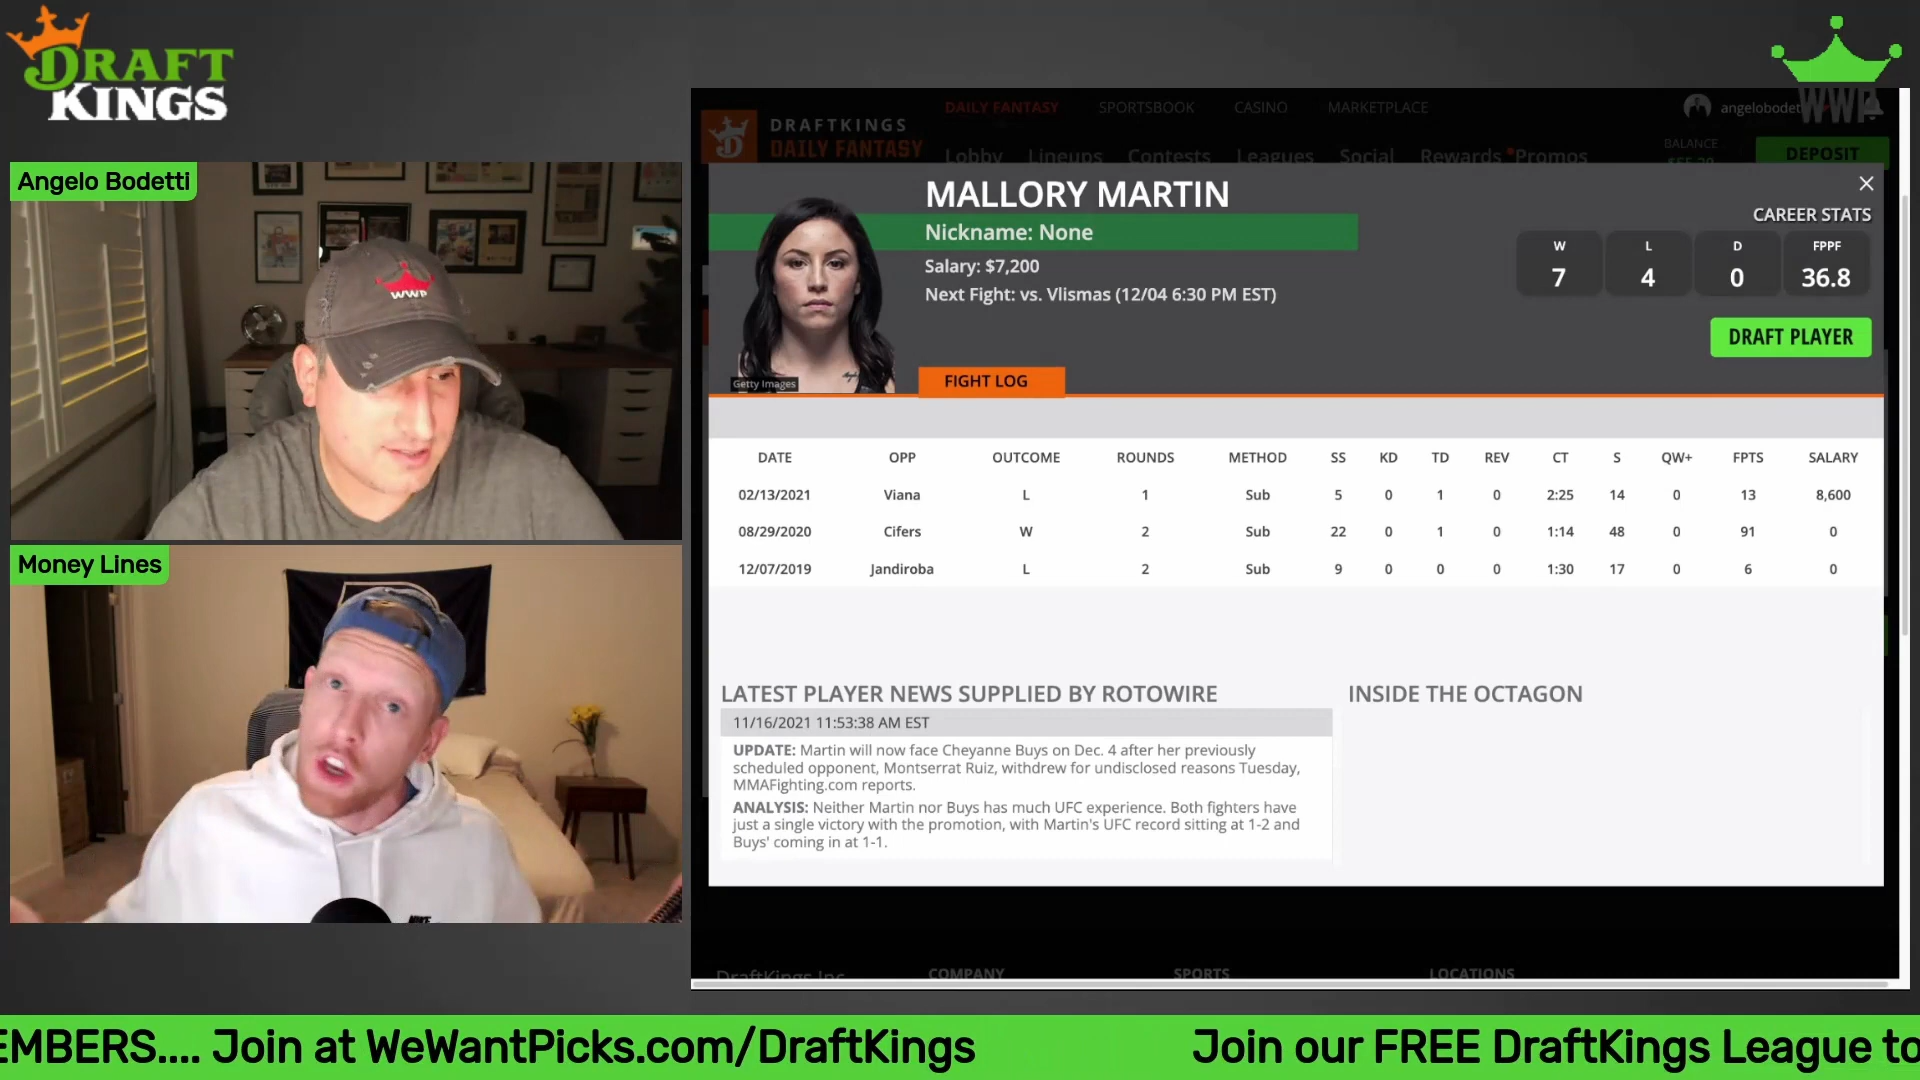 DRAFT
KINGS
WWP
Angelo Bodetti
WWP
Money Lines
NIKE
DAILY FANTASY SPORTSBOOK CASINO MARKETPLACE
DRAFTKINGS
DAILY FANTASY
Lobby Lineups Contests Leagues Social Rewards Promos
BALANCE
DEPOSIT
MALLORY MARTIN
Nickname: None
Salary: $7,200
Next Fight: vs. Vlismas (12/04 6:30 PM EST)
CAREER STATS
W L D FPPF
7 4 0 36.8
DRAFT PLAYER
Getty Images
FIGHT LOG
DATE OPP OUTCOME ROUNDS METHOD SS KD TD REV CT S QW+ FPTS SALARY
02/13/2021 Viana L 1 Sub 5 0 1 0 2:25 14 0 13 8,600
08/29/2020 Cifers W 2 Sub 22 0 1 0 1:14 48 0 91 0
12/07/2019 Jandiroba L 2 Sub 9 0 0 0 1:30 17 0 6 0
LATEST PLAYER NEWS SUPPLIED BY ROTOWIRE
11/16/2021 11:53:38 AM EST
UPDATE: Martin will now face Cheyanne Buys on Dec. 4 after her previously
scheduled opponent, Montserrat Ruiz, withdrew for undisclosed reasons Tuesday,
MMAFighting.com reports.
ANALYSIS: Neither Martin nor Buys has much UFC experience. Both fighters have
just a single victory with the promotion, with Martin's UFC record sitting at 1-2 and
Buys' coming in at 1-1.
INSIDE THE OCTAGON
DraftKings Inc.
COMPANY SPORTS LOCATIONS
EMBERS.... Join at WeWantPicks.com/DraftKings Join our FREE DraftKings League to